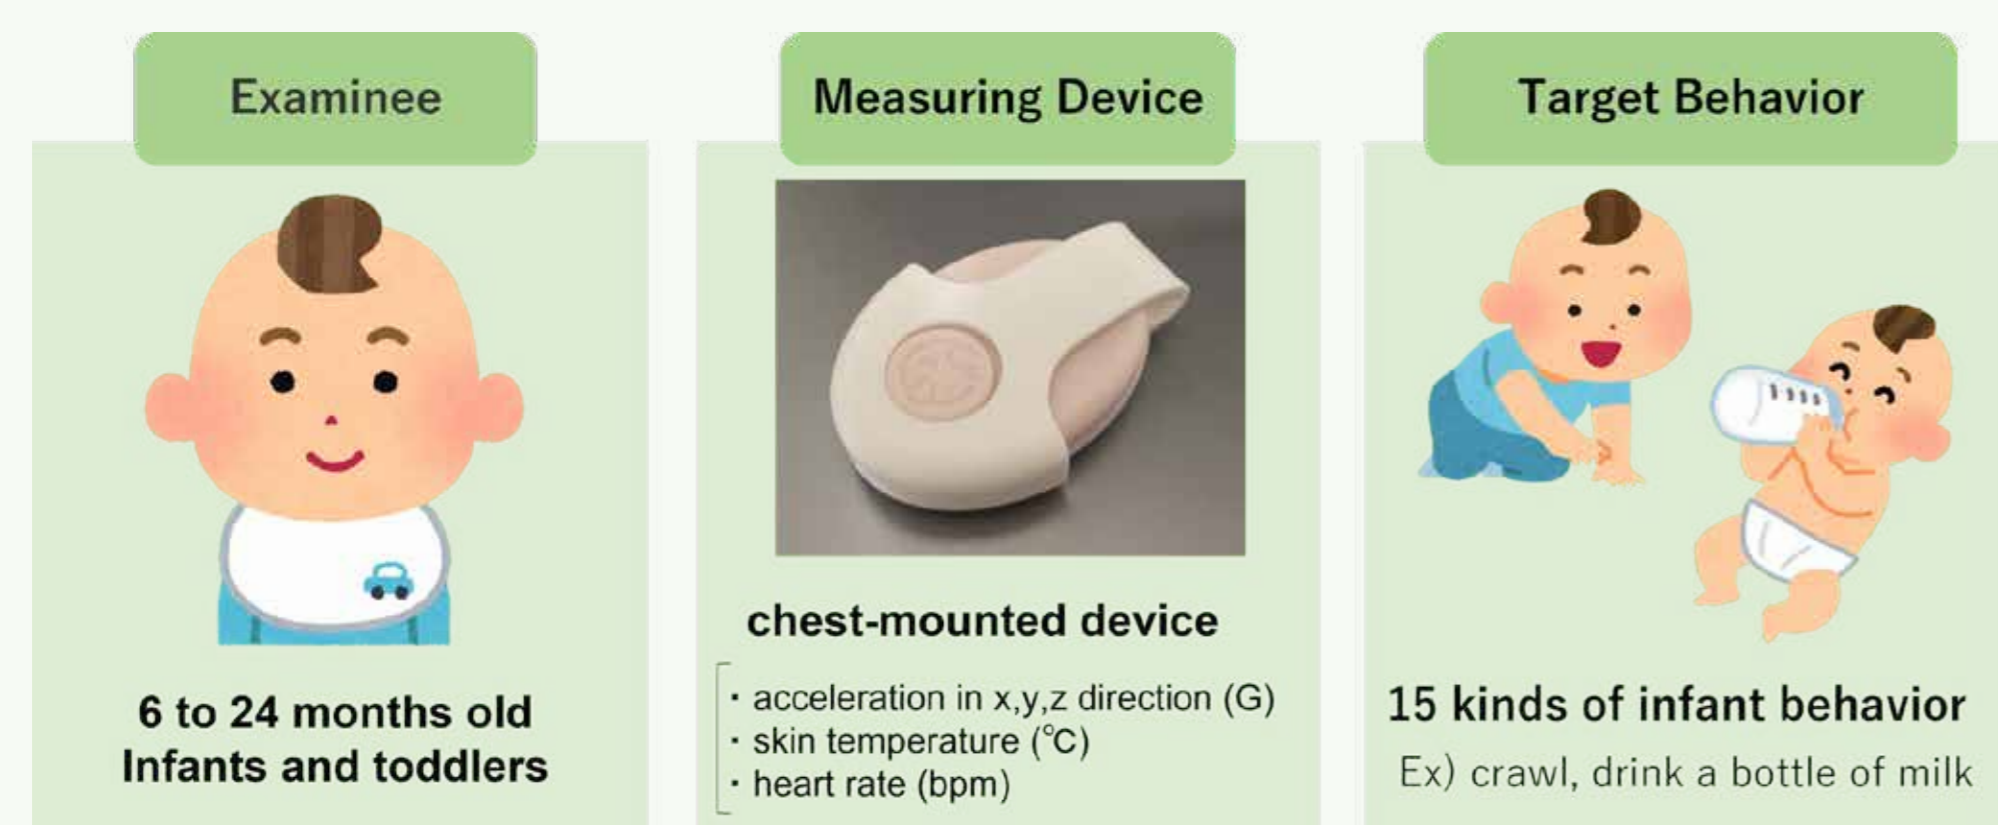 Examinee
6 to 24 months old
Infants and toddlers
Measuring Device
chest-mounted device
・acceleration in x,y,z direction (G)
・skin temperature (℃)
・heart rate (bpm)
Target Behavior
15 kinds of infant behavior
Ex) crawl, drink a bottle of milk